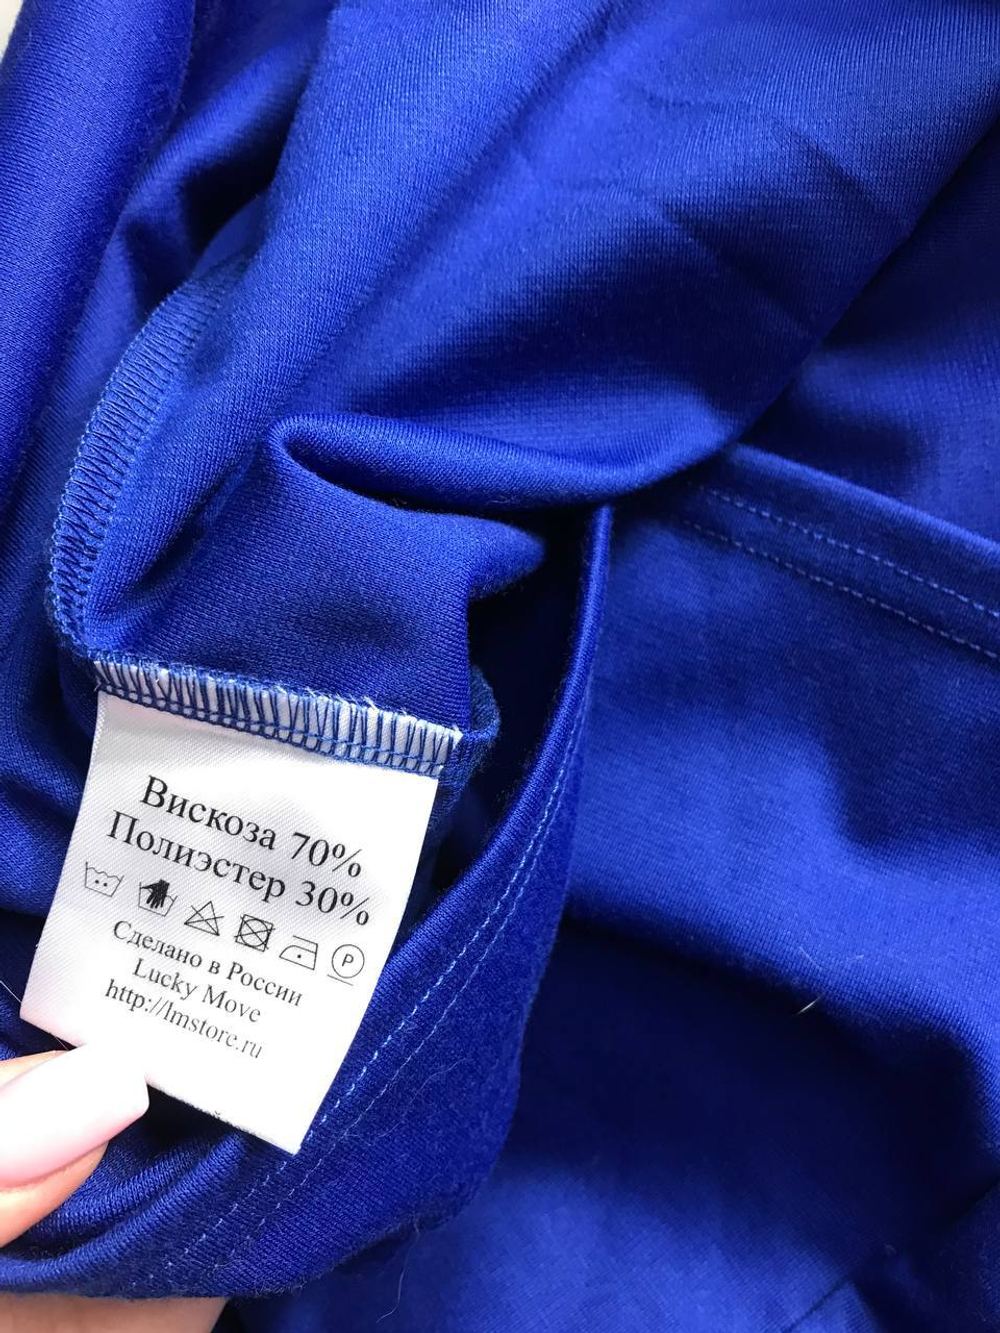 Вискоза 70%
Полиэстер 30%
P
Сделано в России
Lucky Move
http://lmstore.ru